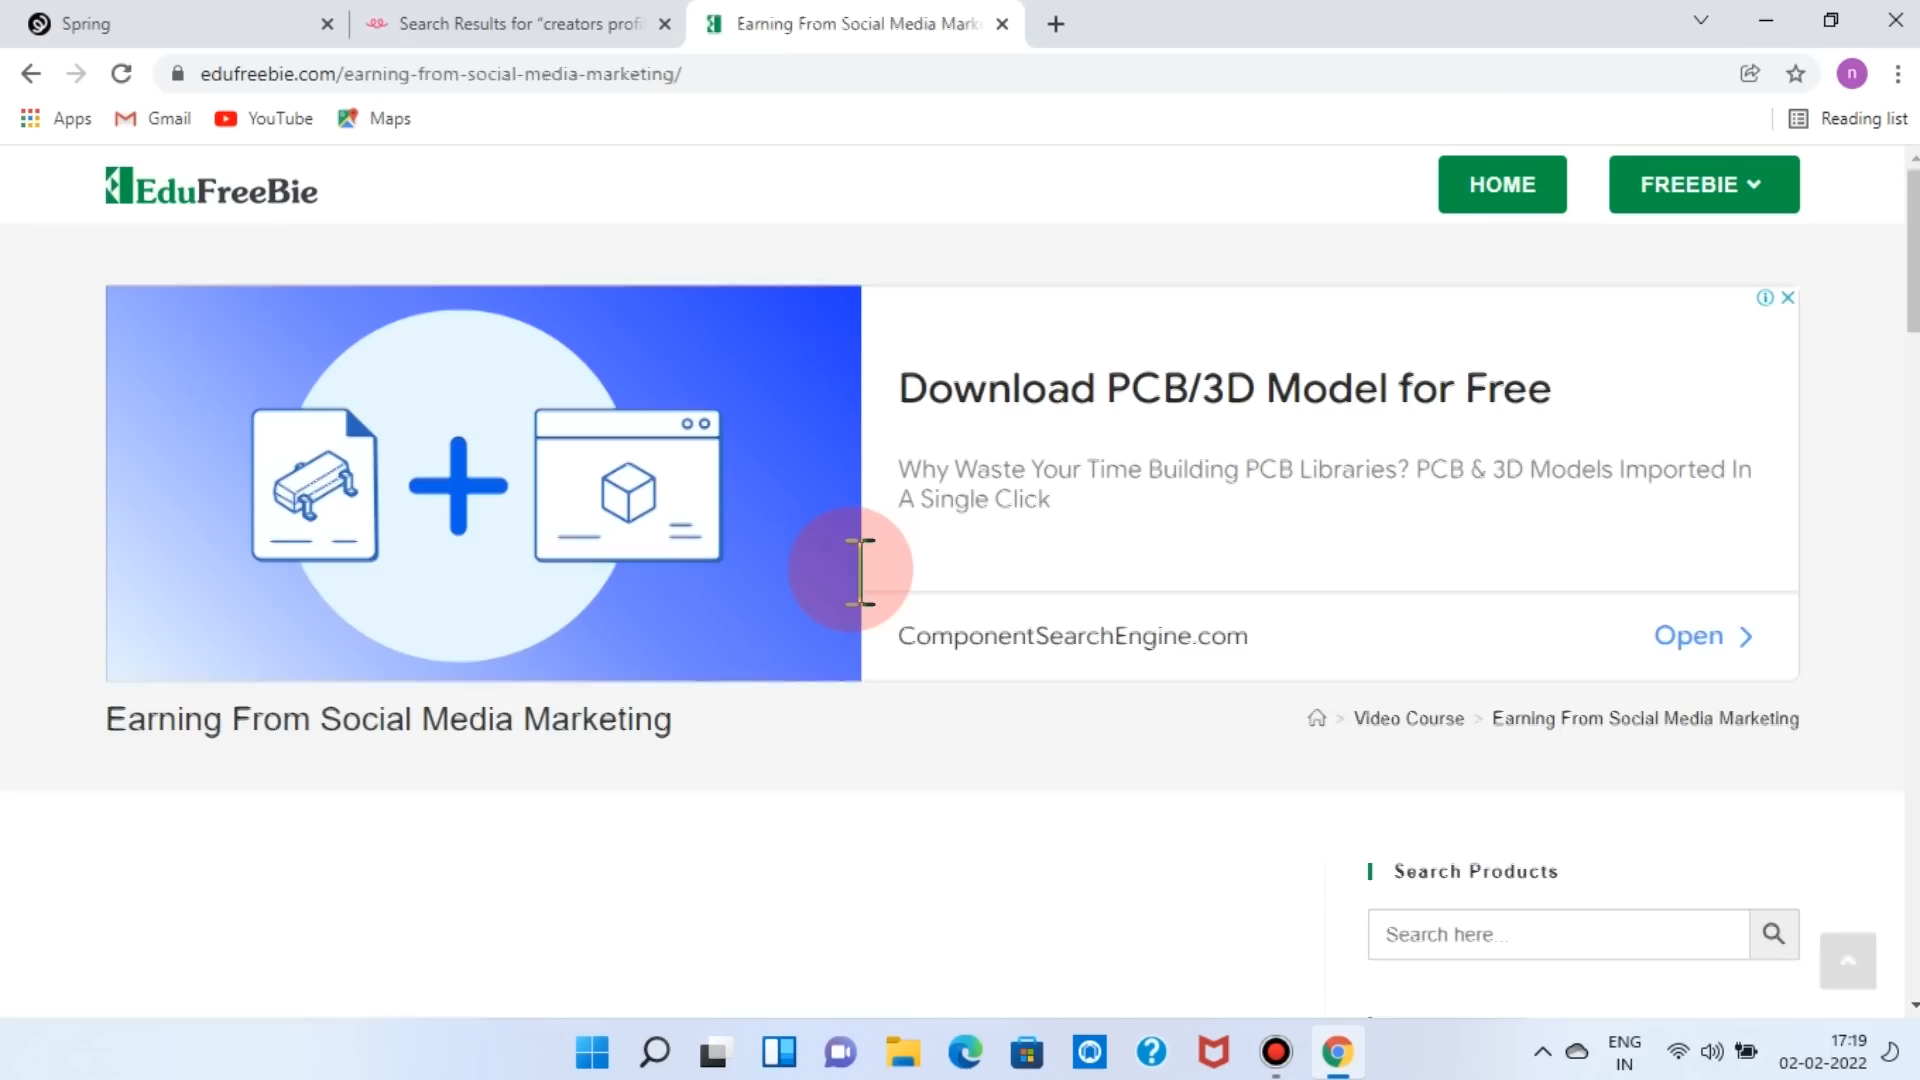 Spring
Search Results for “creators profi
Earning From Social Media Mark
edufreebie.com/earning-from-social-media-marketing/
n
Apps
Gmail
YouTube
Maps
Reading list
EduFreeBie
HOME
FREEBIE
Download PCB/3D Model for Free
Why Waste Your Time Building PCB Libraries? PCB & 3D Models Imported In
A Single Click
ComponentSearchEngine.com
Open
Earning From Social Media Marketing
> Video Course > Earning From Social Media Marketing
Search Products
Search here...
ENG
IN
17:19
02-02-2022